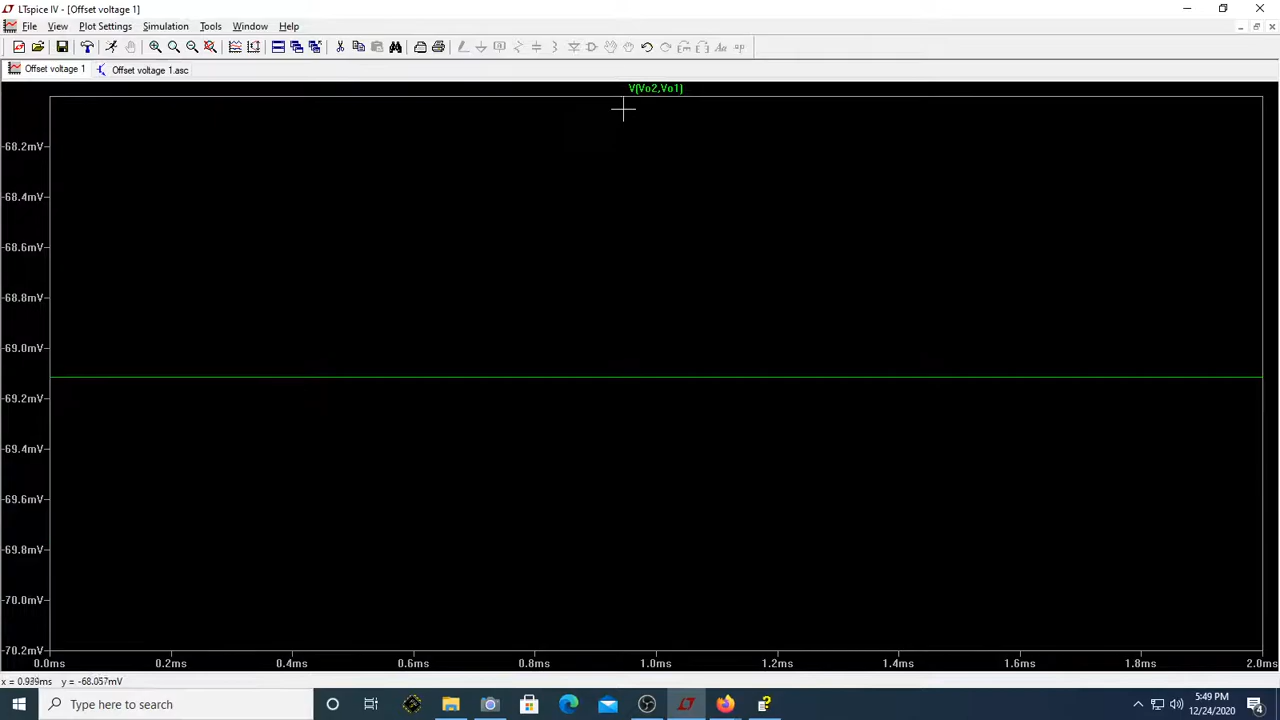 LTspice IV - [Offset voltage 1]
File View Plot Settings Simulation Tools Window Help
Offset voltage 1 Offset voltage 1.asc
V(Vo2,Vo1)
-68.2mV
-68.4mV
-68.6mV
-68.8mV
-69.0mV
-69.2mV
-69.4mV
-69.6mV
-69.8mV
-70.0mV
-70.2mV
0.0ms 0.2ms 0.4ms 0.6ms 0.8ms 1.0ms 1.2ms 1.4ms 1.6ms 1.8ms 2.0ms
x = 0.939ms y = -68.057mV
Type here to search
5:49 PM
12/24/2020
4